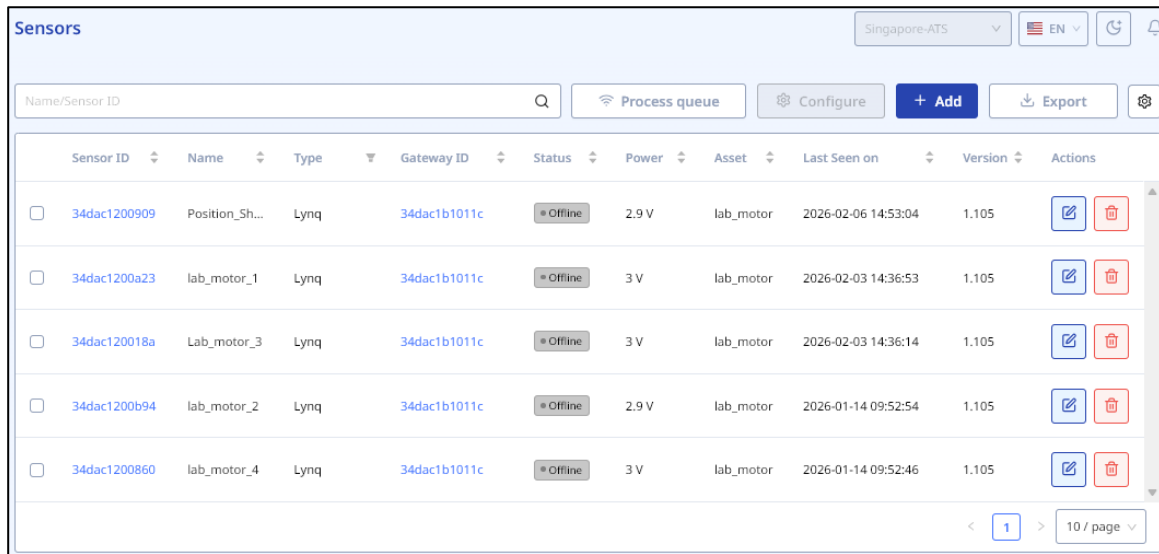 Sensors
Singapore-ATS EN
Name/Sensor ID Process queue Configure + Add Export
Sensor ID Name Type Gateway ID Status Power Asset Last Seen on Version Actions
34dac1200909 Position_Sh... Lynq 34dac1b1011c Offline 2.9 V lab_motor 2026-02-06 14:53:04 1.105
34dac1200a23 lab_motor_1 Lynq 34dac1b1011c Offline 3 V lab_motor 2026-02-03 14:36:53 1.105
34dac120018a Lab_motor_3 Lynq 34dac1b1011c Offline 3 V lab_motor 2026-02-03 14:36:14 1.105
34dac1200b94 lab_motor_2 Lynq 34dac1b1011c Offline 2.9 V lab_motor 2026-01-14 09:52:54 1.105
34dac1200860 lab_motor_4 Lynq 34dac1b1011c Offline 3 V lab_motor 2026-01-14 09:52:46 1.105
< 1 > 10 / page